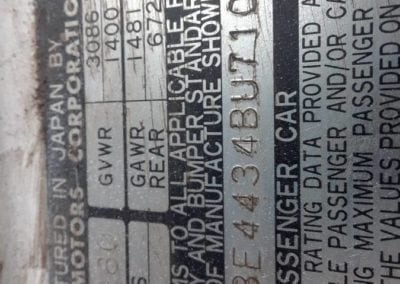 TURED IN JAPAN BY
MOTORS CORPORATIO
3086
GVWR 1400
GAWR 1481
REAR 672
MS TO ALL APPLICABLE F
Y AND BUMPER STANDAR
OF MANUFACTURE SHOW
BE4434BU710
SSENGER CAR
RATING DATA PROVIDED A
LE PASSENGER AND/OR CA
NG MAXIMUM PASSENGER
THE VALUES PROVIDED ON